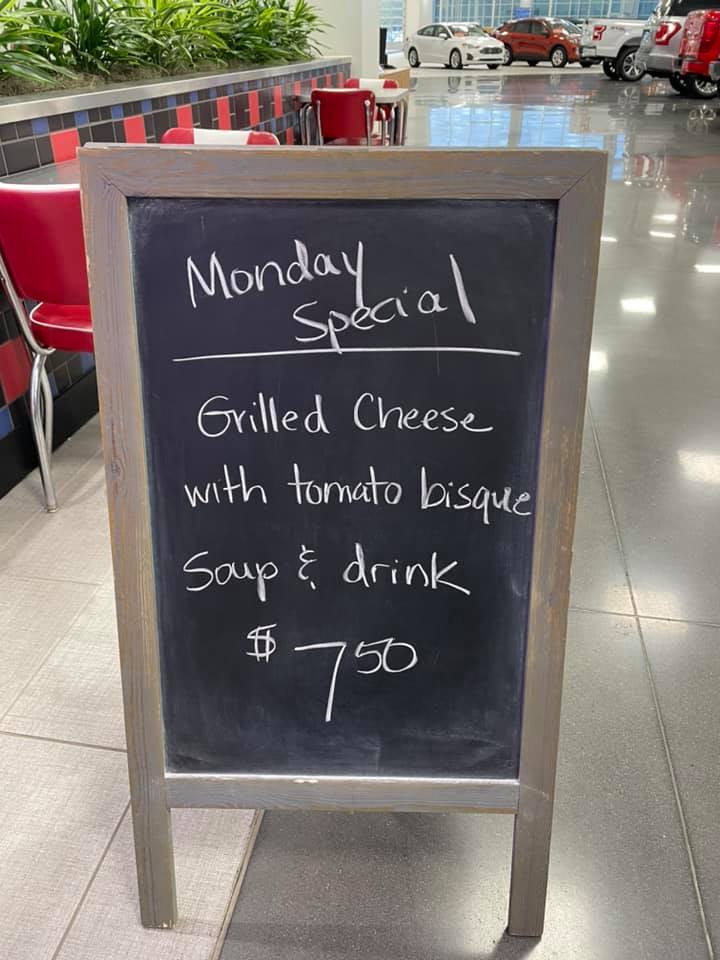 Monday
Special
Grilled Cheese
with tomato bisque
Soup & drink
$7.50